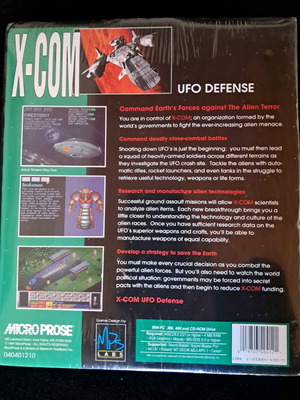 X-COM
UFO DEFENSE
Command Earth's Forces against The Alien Terror
You are in control of X-COM; an organization formed by the
world's governments to fight the ever-increasing alien menace.
Command deadly close-combat battles
Shooting down UFO's is just the beginning: you must then lead
a squad of heavily-armed soldiers across different terrains as
they investigate the UFO crash site. Tackle the aliens with auto-
matic rifles, rocket launchers, and even tanks in the struggle to
retrieve useful technology, weapons or life forms.
Research and manufacture alien technologies
Successful ground assault missions will allow X-COM scientists
to analyze alien items. Each new breakthrough brings you a
little closer to understanding the technology and culture of the
alien races. Once you have sufficient research data on the
UFO's superior weapons and crafts, you'll be able to
manufacture weapons of equal capability.
Develop a strategy to save the Earth
You must make every crucial decision as you combat the
powerful alien forces. But you'll also need to watch the world
political situation: governments may be forced into secret
pacts with the aliens and then begin to reduce X-COM funding.
X-COM UFO Defense
MICRO PROSE
040401210
Game Design by:
MPS
LABS
IBM-PC 386, 486 and CD-ROM Drive